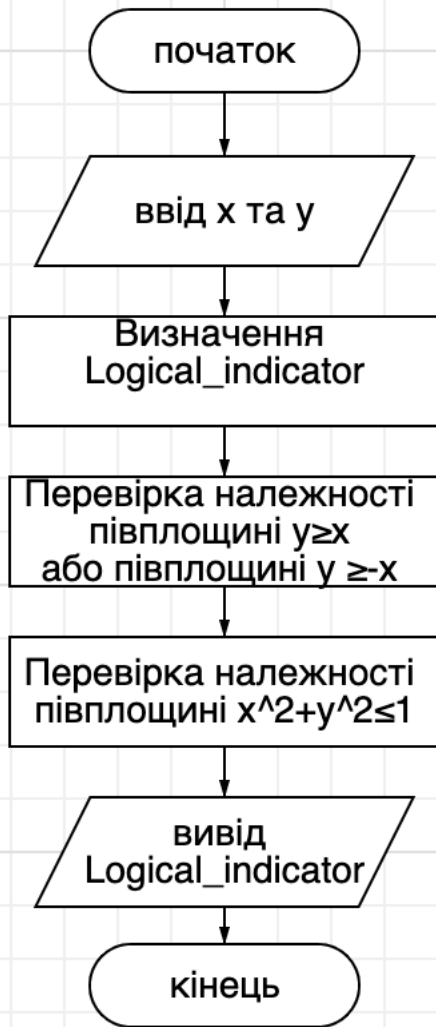 початок
ввід x та y
Визначення
Logical_indicator
Перевірка належності
півплощині y≥x
або півплощині y ≥-x
Перевірка належності
півплощині x^2+y^2≤1
вивід
Logical_indicator
кінець